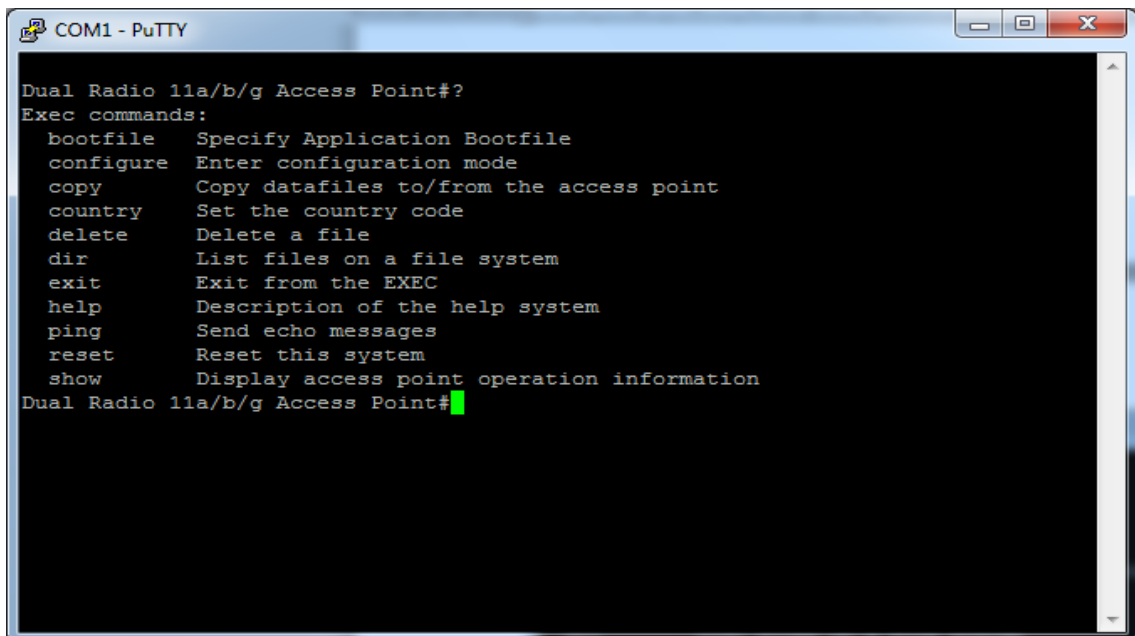 COM1 - PuTTY
Dual Radio 11a/b/g Access Point#?
Exec commands:
  bootfile   Specify Application Bootfile
  configure  Enter configuration mode
  copy       Copy datafiles to/from the access point
  country    Set the country code
  delete     Delete a file
  dir        List files on a file system
  exit       Exit from the EXEC
  help       Description of the help system
  ping       Send echo messages
  reset      Reset this system
  show       Display access point operation information
Dual Radio 11a/b/g Access Point#